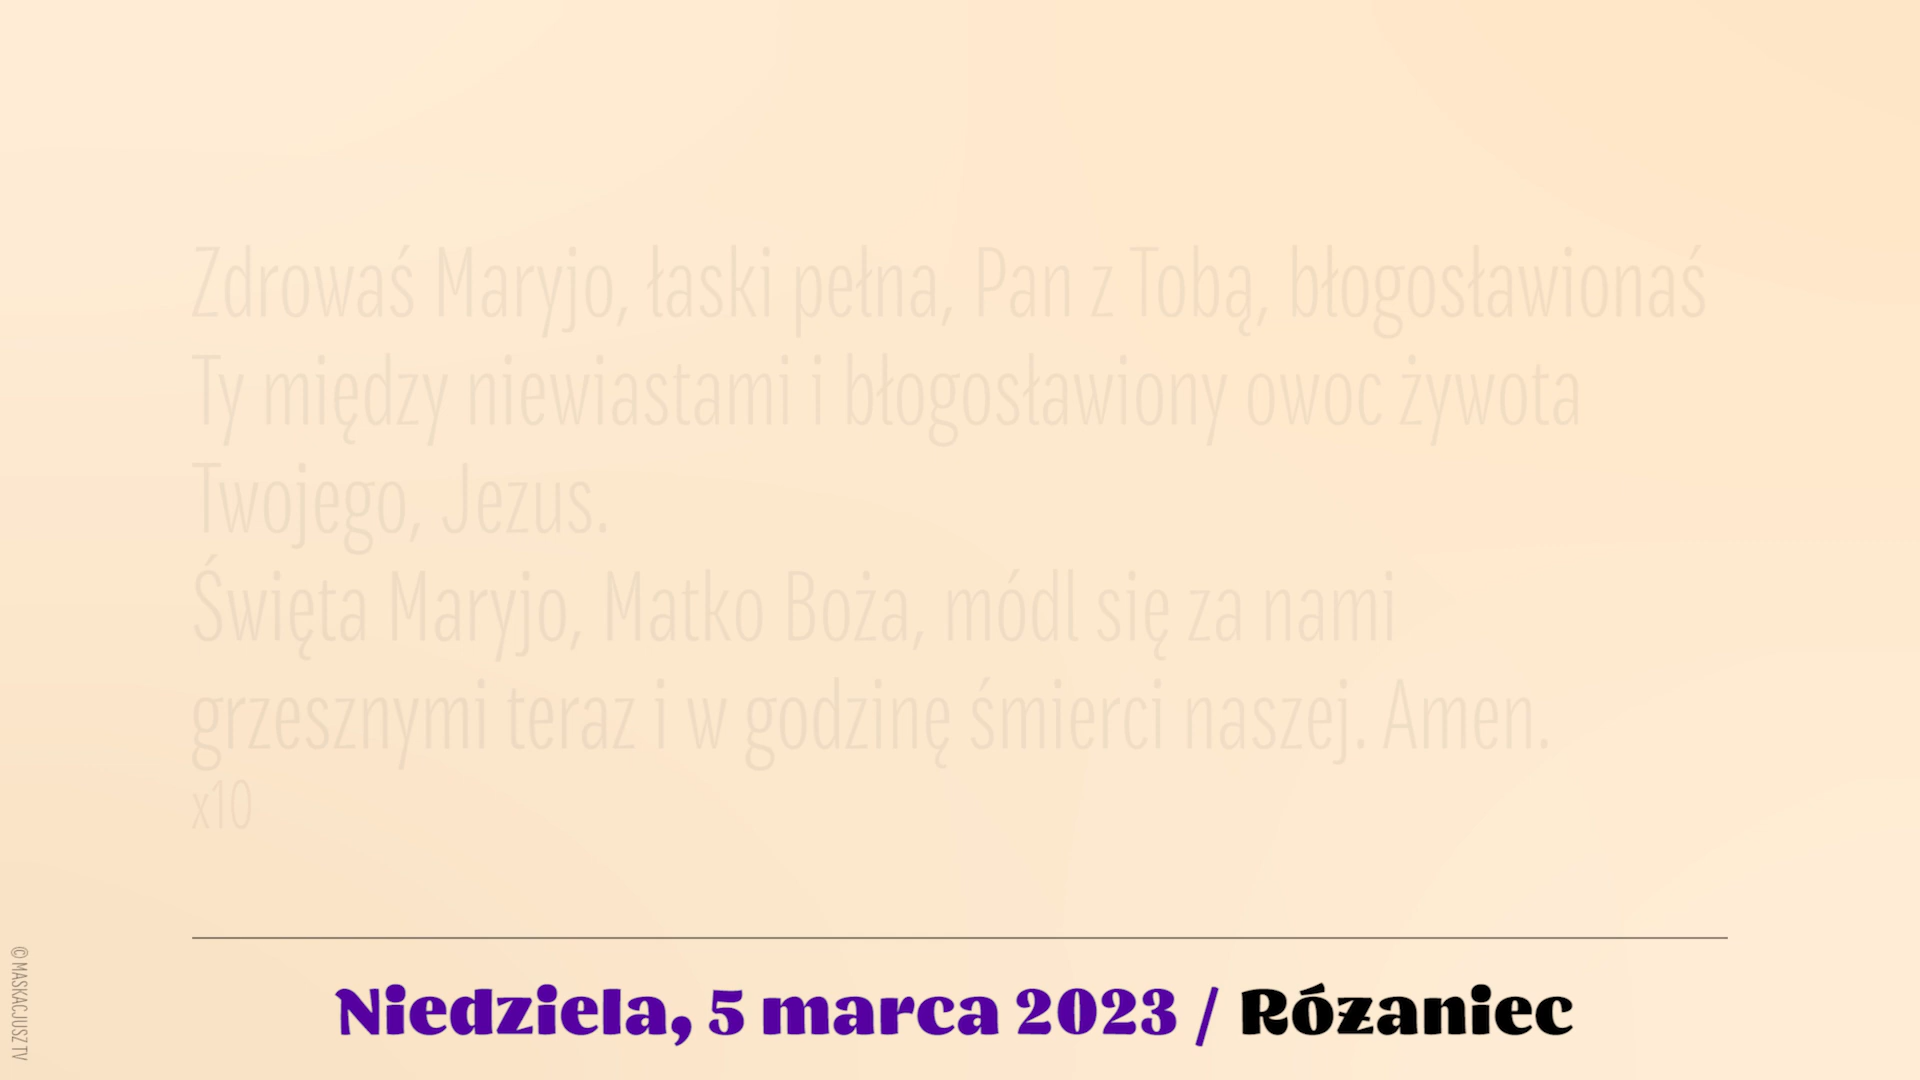 Zdrowaś Maryjo, łaski pełna, Pan z Tobą, błogosławionaś
Ty między niewiastami i błogosławiony owoc żywota
Twojego, Jezus.
Święta Maryjo, Matko Boża, módl się za nami
grzesznymi teraz i w godzinę śmierci naszej. Amen.
x10
Niedziela, 5 marca 2023 / Róƶaniec
© MASKACJUSZ TV